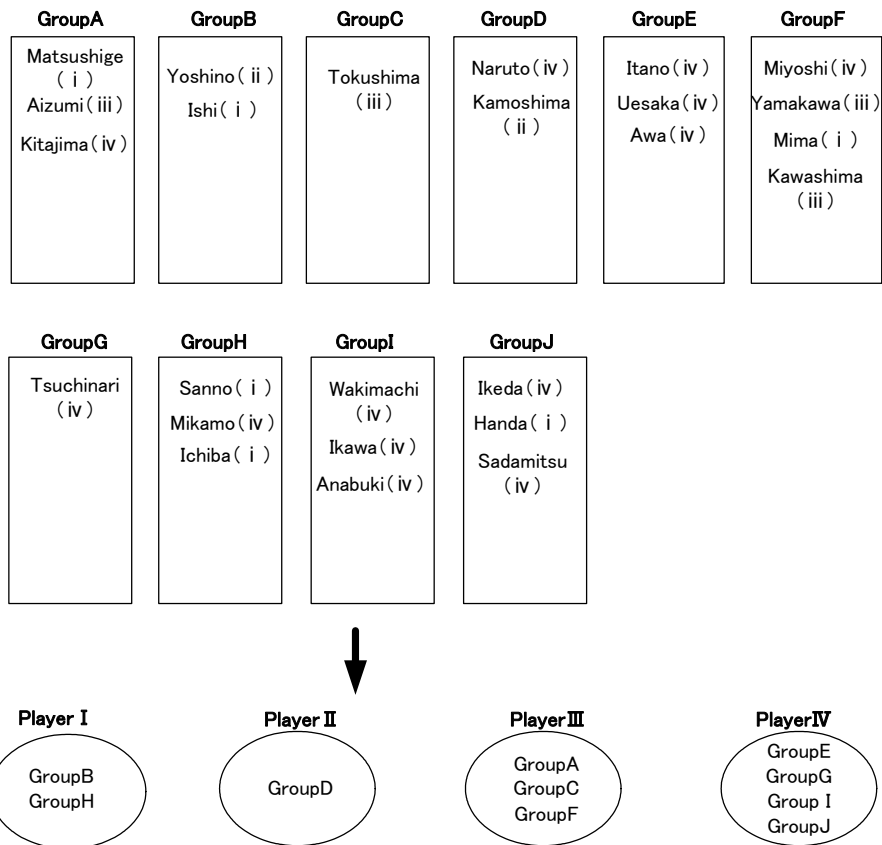 GroupA
GroupB
GroupC
GroupD
GroupE
GroupF
Matsushige
(ⅰ)
Aizumi(ⅲ)
Kitajima(ⅳ)
Yoshino(ⅱ)
Ishi(ⅰ)
Tokushima
(ⅲ)
Naruto(ⅳ)
Kamoshima
(ⅱ)
Itano(ⅳ)
Uesaka(ⅳ)
Awa(ⅳ)
Miyoshi(ⅳ)
Yamakawa(ⅲ)
Mima(ⅰ)
Kawashima
(ⅲ)
GroupG
GroupH
GroupI
GroupJ
Tsuchinari
(ⅳ)
Sanno(ⅰ)
Mikamo(ⅳ)
Ichiba(ⅰ)
Wakimachi
(ⅳ)
Ikawa(ⅳ)
Anabuki(ⅳ)
Ikeda(ⅳ)
Handa(ⅰ)
Sadamitsu
(ⅳ)
Player Ⅰ
Player Ⅱ
PlayerⅢ
PlayerⅣ
GroupB
GroupH
GroupD
GroupA
GroupC
GroupF
GroupE
GroupG
Group I
GroupJ